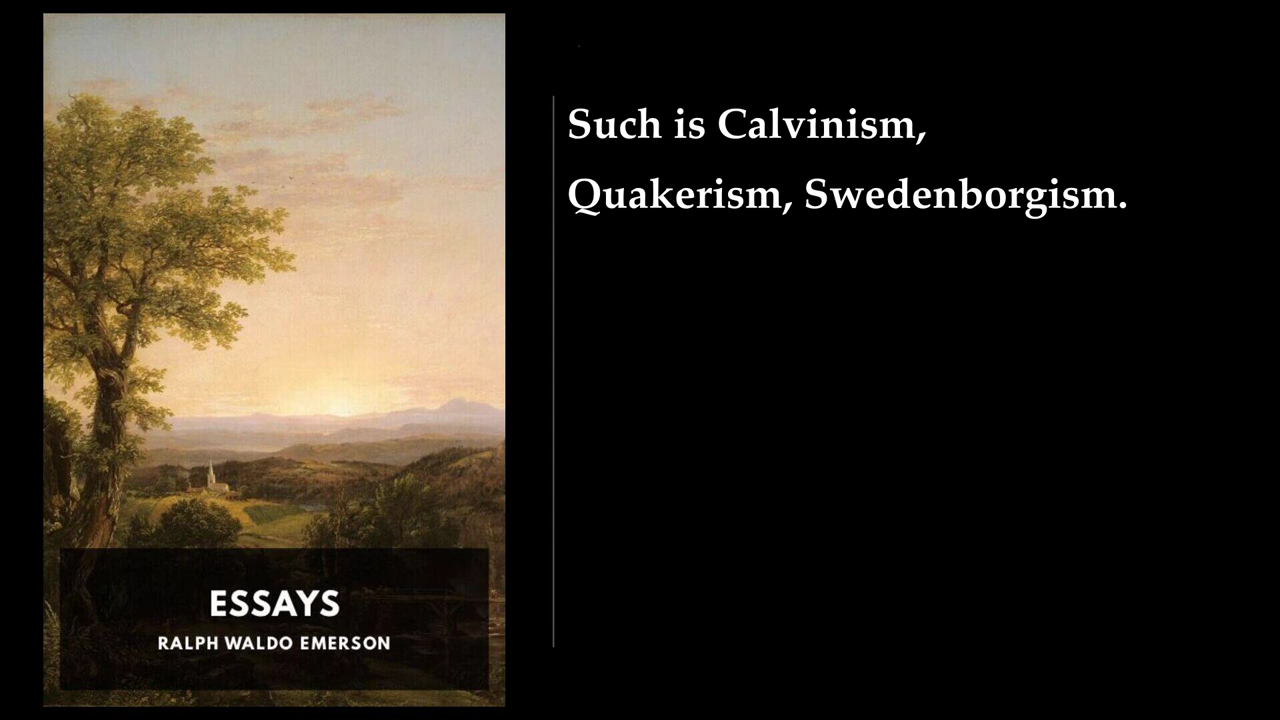 Such is Calvinism,
Quakerism, Swedenborgism.
ESSAYS
RALPH WALDO EMERSON